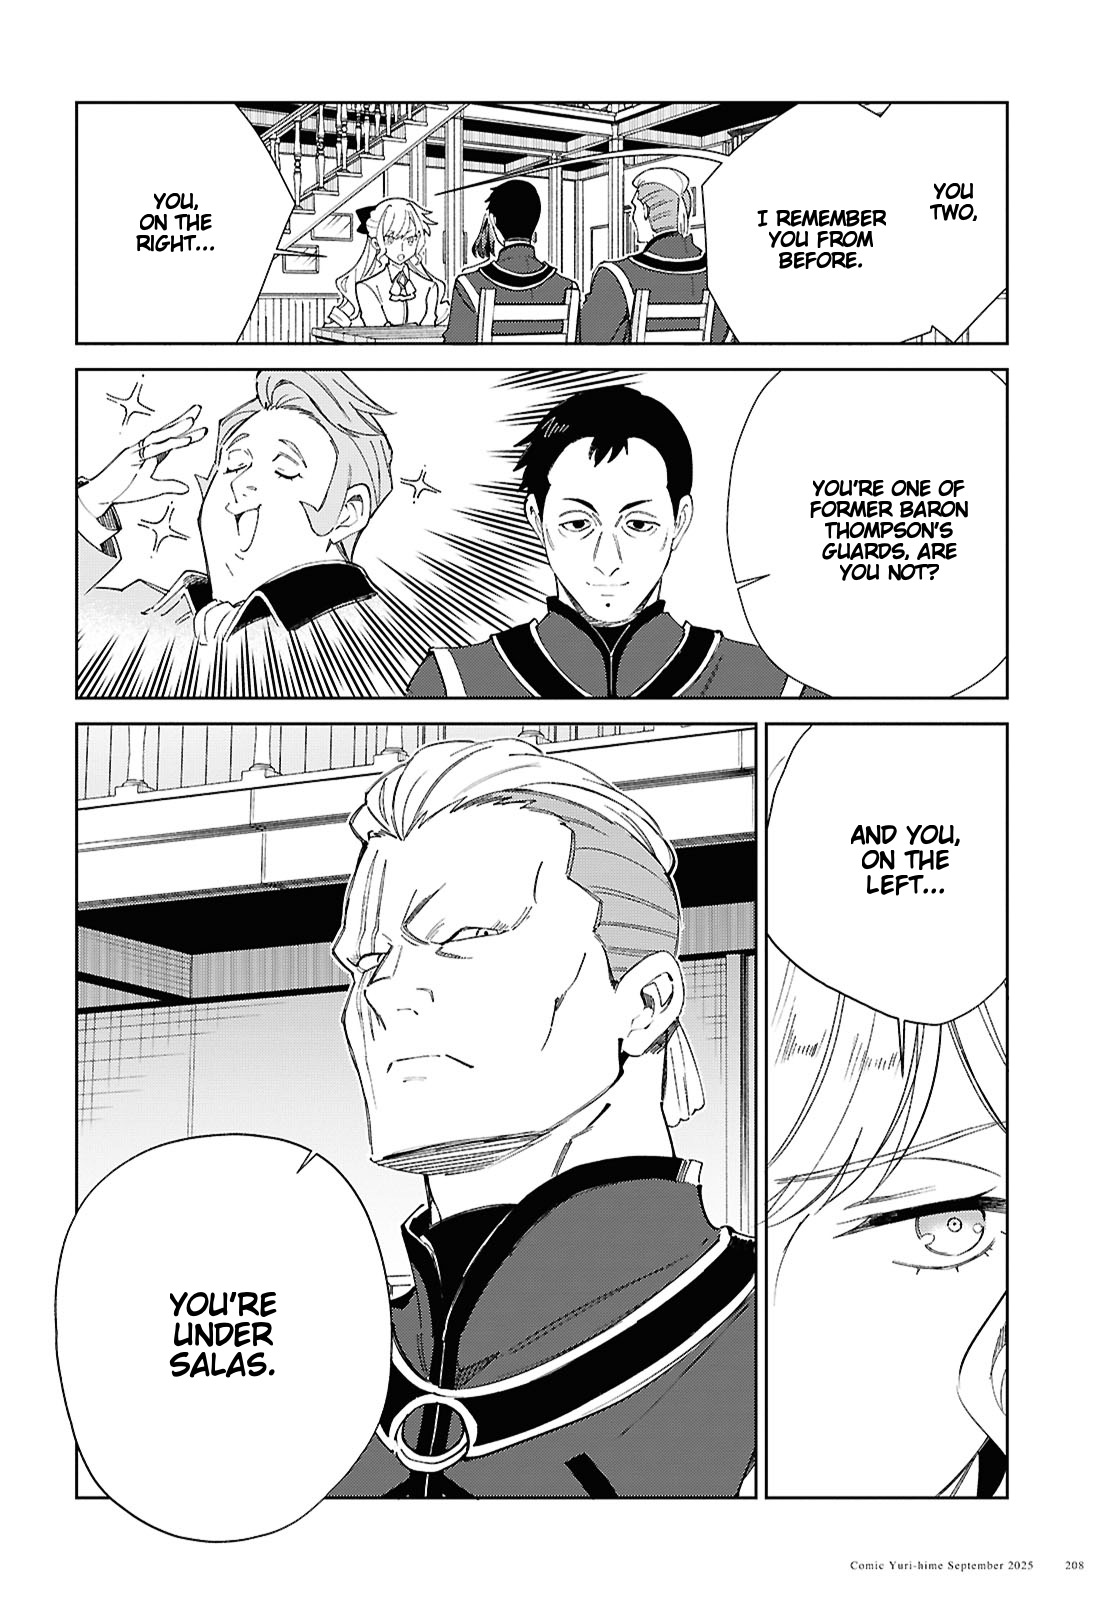 YOU
TWO,
I REMEMBER
YOU FROM
BEFORE.
YOU,
ON THE
RIGHT...
YOU'RE ONE OF
FORMER BARON
THOMPSON'S
GUARDS, ARE
YOU NOT?
AND YOU,
ON THE
LEFT...
YOU'RE
UNDER
SALAS.
Comic Yuri-hime September 2025 208